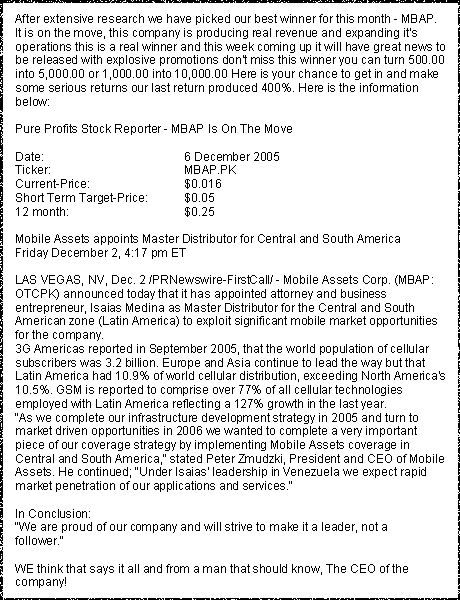 After extensive research we have picked our best winner for this month - MBAP.
It is on the move, this company is producing real revenue and expanding it's
operations this is a real winner and this week coming up it will have great news to
be released with explosive promotions don't miss this winner you can turn 500.00
into 5,000.00 or 1,000.00 into 10,000.00 Here is your chance to get in and make
some serious returns our last return produced 400%. Here is the information
below:
Pure Profits Stock Reporter - MBAP Is On The Move
Date: 6 December 2005
Ticker: MBAP.PK
Current-Price: $0.016
Short Term Target-Price: $0.05
12 month: $0.25
Mobile Assets appoints Master Distributor for Central and South America
Friday December 2, 4:17 pm ET
LAS VEGAS, NV, Dec. 2 /PRNewswire-FirstCall/ - Mobile Assets Corp. (MBAP:
OTCPK) announced today that it has appointed attorney and business
entrepreneur, Isaias Medina as Master Distributor for the Central and South
American zone (Latin America) to exploit significant mobile market opportunities
for the company.
3G Americas reported in September 2005, that the world population of cellular
subscribers was 3.2 billion. Europe and Asia continue to lead the way but that
Latin America had 10.9% of world cellular distribution, exceeding North America's
10.5%. GSM is reported to comprise over 77% of all cellular technologies
employed with Latin America reflecting a 127% growth in the last year.
"As we complete our infrastructure development strategy in 2005 and turn to
market driven opportunities in 2006 we wanted to complete a very important
piece of our coverage strategy by implementing Mobile Assets coverage in
Central and South America," stated Peter Zmudzki, President and CEO of Mobile
Assets. He continued; "Under Isaias' leadership in Venezuela we expect rapid
market penetration of our applications and services."
In Conclusion:
"We are proud of our company and will strive to make it a leader, not a
follower."
WE think that says it all and from a man that should know, The CEO of the
company!